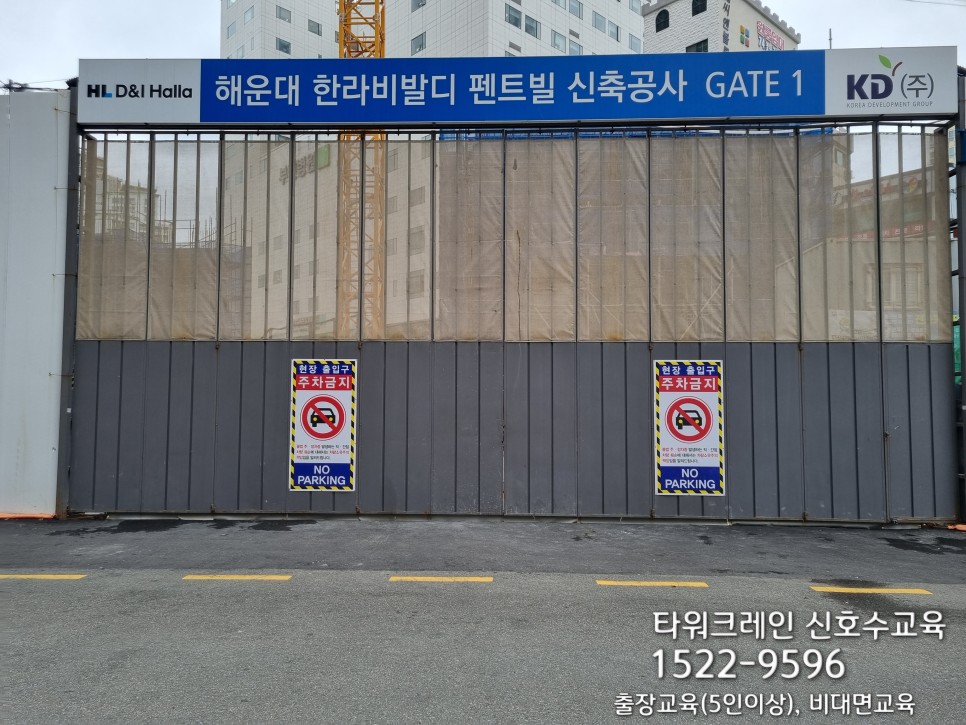 HL D&I Halla
해운대 한라비발디 펜트빌 신축공사 GATE 1
KD (주)
KOREA DEVELOPMENT GROUP
현장 출입구
주차금지
NO
PARKING
현장 출입구
주차금지
NO
PARKING
타워크레인 신호수교육
1522-9596
출장교육(5인이상), 비대면교육